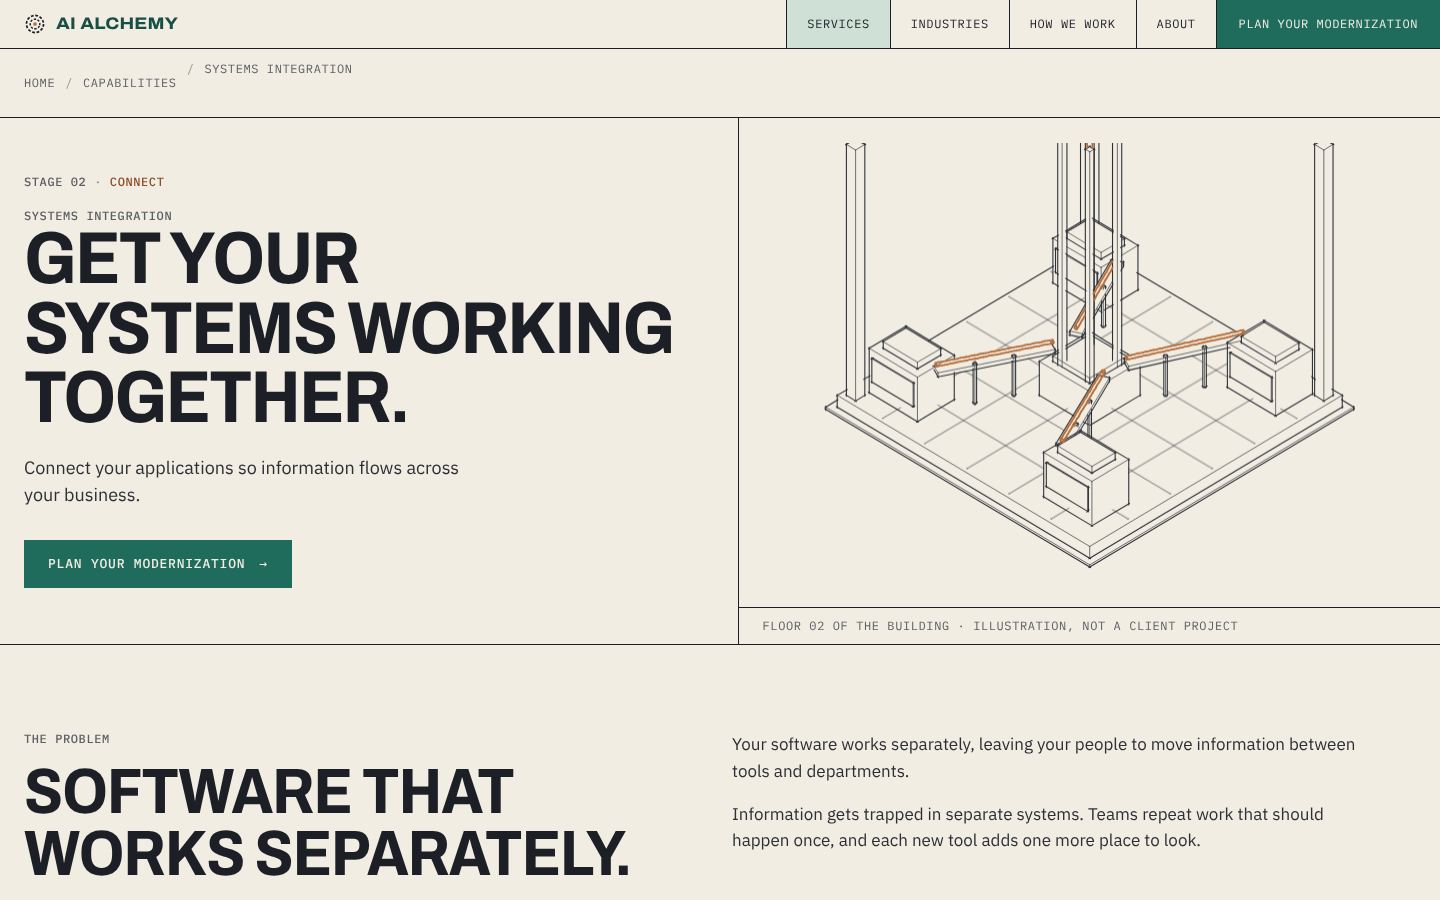 AI ALCHEMY
SERVICES
INDUSTRIES
HOW WE WORK
ABOUT
PLAN YOUR MODERNIZATION
HOME / CAPABILITIES / SYSTEMS INTEGRATION
STAGE 02 · CONNECT
SYSTEMS INTEGRATION
GET YOUR
SYSTEMS WORKING
TOGETHER.
Connect your applications so information flows across
your business.
PLAN YOUR MODERNIZATION →
FLOOR 02 OF THE BUILDING · ILLUSTRATION, NOT A CLIENT PROJECT
THE PROBLEM
SOFTWARE THAT
WORKS SEPARATELY.
Your software works separately, leaving your people to move information between
tools and departments.
Information gets trapped in separate systems. Teams repeat work that should
happen once, and each new tool adds one more place to look.